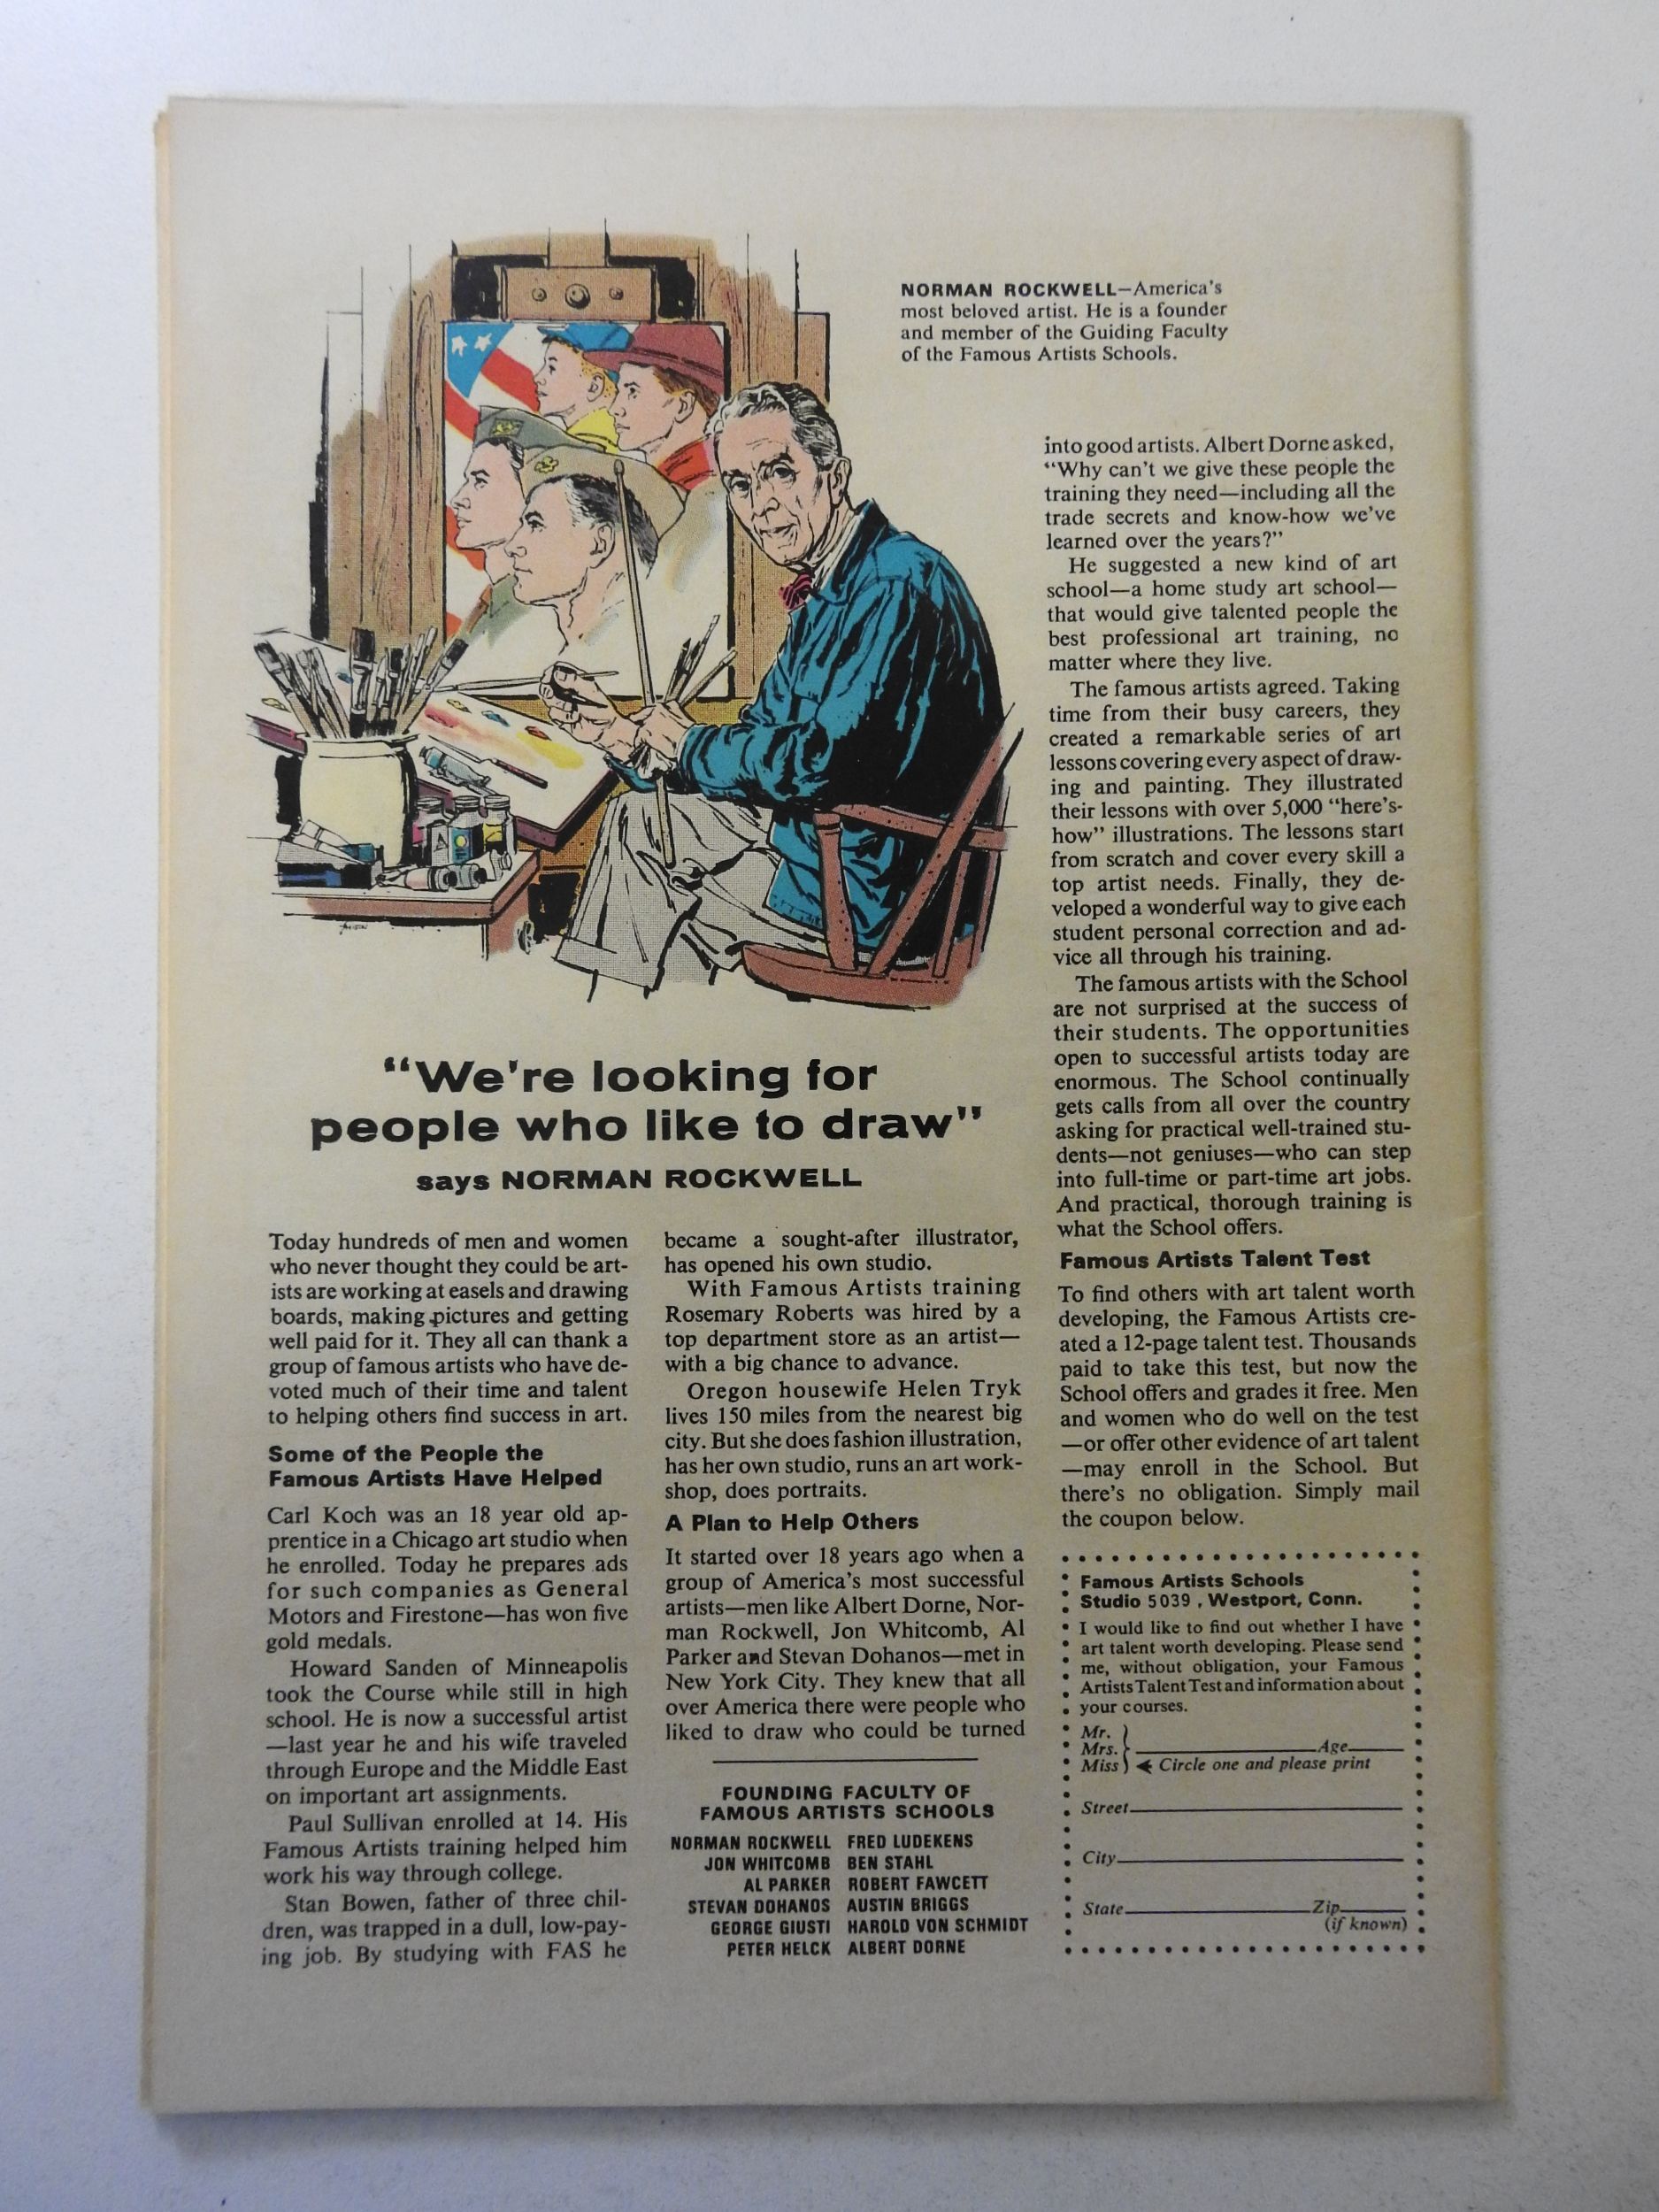 NORMAN ROCKWELL—America's
most beloved artist. He is a founder
and member of the Guiding Faculty
of the Famous Artists Schools.
"We're looking for
people who like to draw"
says NORMAN ROCKWELL
Today hundreds of men and women
who never thought they could be art-
ists are working at easels and drawing
boards, making pictures and getting
well paid for it. They all can thank a
group of famous artists who have de-
voted much of their time and talent
to helping others find success in art.
Some of the People the
Famous Artists Have Helped
Carl Koch was an 18 year old ap-
prentice in a Chicago art studio when
he enrolled. Today he prepares ads
for such companies as General
Motors and Firestone—has won five
gold medals.
Howard Sanden of Minneapolis
took the Course while still in high
school. He is now a successful artist
—last year he and his wife traveled
through Europe and the Middle East
on important art assignments.
Paul Sullivan enrolled at 14. His
Famous Artists training helped him
work his way through college.
Stan Bowen, father of three chil-
dren, was trapped in a dull, low-pay-
ing job. By studying with FAS he
became a sought-after illustrator,
has opened his own studio.
With Famous Artists training
Rosemary Roberts was hired by a
top department store as an artist—
with a big chance to advance.
Oregon housewife Helen Tryk
lives 150 miles from the nearest big
city. But she does fashion illustration,
has her own studio, runs an art work-
shop, does portraits.
A Plan to Help Others
It started over 18 years ago when a
group of America's most successful
artists—men like Albert Dorne, Nor-
man Rockwell, Jon Whitcomb, Al
Parker and Stevan Dohanos—met in
New York City. They knew that all
over America there were people who
liked to draw who could be turned
into good artists. Albert Dorne asked,
"Why can't we give these people the
training they need—including all the
trade secrets and know-how we've
learned over the years?"
He suggested a new kind of art
school—a home study art school—
that would give talented people the
best professional art training, no
matter where they live.
The famous artists agreed. Taking
time from their busy careers, they
created a remarkable series of art
lessons covering every aspect of draw-
ing and painting. They illustrated
their lessons with over 5,000 "here's-
how" illustrations. The lessons start
from scratch and cover every skill a
top artist needs. Finally, they de-
veloped a wonderful way to give each
student personal correction and ad-
vice all through his training.
The famous artists with the School
are not surprised at the success of
their students. The opportunities
open to successful artists today are
enormous. The School continually
gets calls from all over the country
asking for practical well-trained stu-
dents—not geniuses—who can step
into full-time or part-time art jobs.
And practical, thorough training is
what the School offers.
Famous Artists Talent Test
To find others with art talent worth
developing, the Famous Artists cre-
ated a 12-page talent test. Thousands
paid to take this test, but now the
School offers and grades it free. Men
and women who do well on the test
—or offer other evidence of art talent
—may enroll in the School. But
there's no obligation. Simply mail
the coupon below.
FOUNDING FACULTY OF
FAMOUS ARTISTS SCHOOLS
NORMAN ROCKWELL FRED LUDEKENS
JON WHITCOMB BEN STAHL
AL PARKER ROBERT FAWCETT
STEVAN DOHANOS AUSTIN BRIGGS
GEORGE GIUSTI HAROLD VON SCHMIDT
PETER HELCK ALBERT DORNE
Famous Artists Schools
Studio 5039, Westport, Conn.
I would like to find out whether I have
art talent worth developing. Please send
me, without obligation, your Famous
Artists Talent Test and information about
your courses.
Mr.
Mrs. Age
Miss Circle one and please print
Street
City
State Zip
(if known)